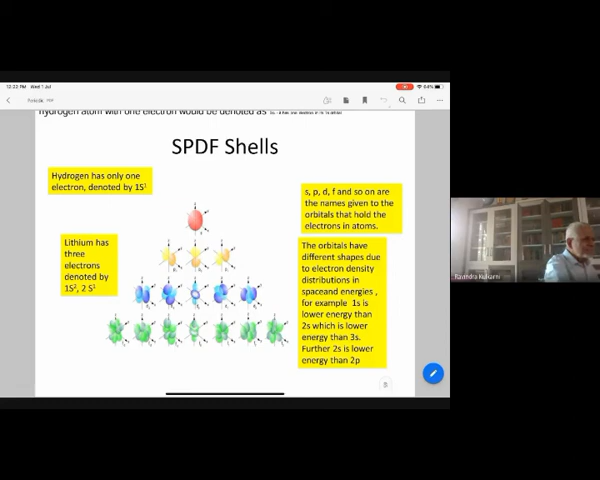 12:22 PM Wed 1 Jul
84%
hydrogen atom with one electron would be denoted as
SPDF Shells
Hydrogen has only one
electron, denoted by 1S¹
Lithium has
three
electrons
denoted by
1S², 2 S¹
s, p, d, f and so on are
the names given to the
orbitals that hold the
electrons in atoms.
The orbitals have
different shapes due
to electron density
distributions in
spaceand energies ,
for example 1s is
lower energy than
2s which is lower
energy than 3s.
Further 2s is lower
energy than 2p
5
Ravindra Kulkarni